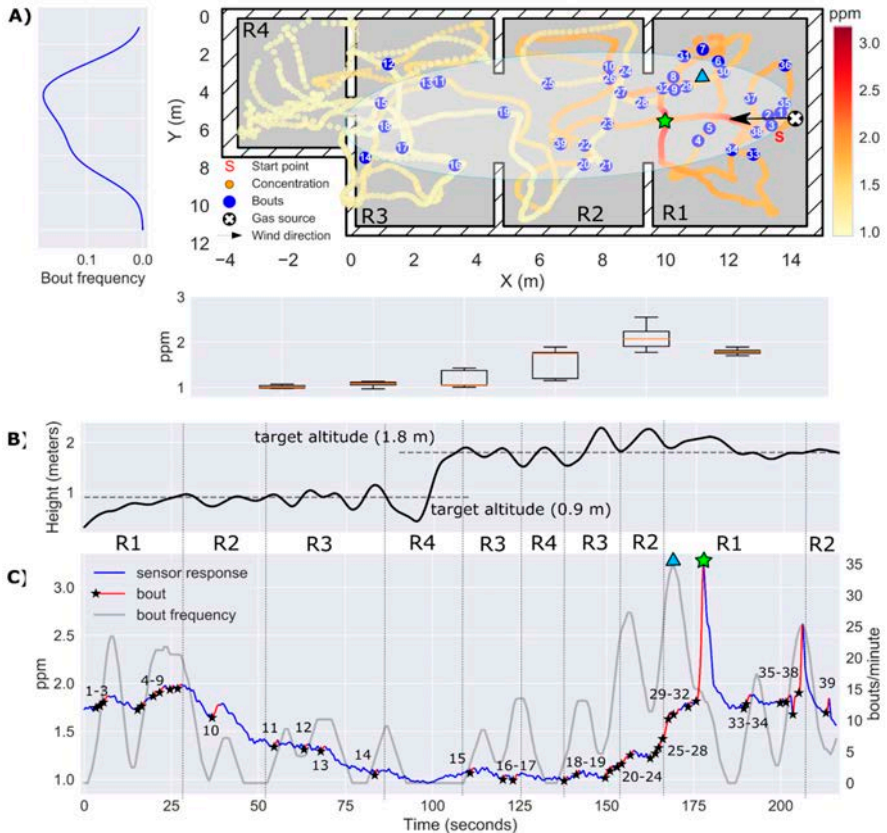 A)
R4
R3
R2
R1
0
2
4
6
8
10
12
Y (m)
−4 −2 0 2 4 6 8 10 12 14
X (m)
0.1 0.0
Bout frequency
S Start point
Concentration
Bouts
Gas source
Wind direction
S
ppm
3.0
2.5
2.0
1.5
1.0
3
2
1
ppm
B)
2
1
Height (meters)
target altitude (1.8 m)
target altitude (0.9 m)
R1 R2 R3 R4 R3 R4 R3 R2 R1 R2
C)
sensor response
bout
bout frequency
3.0
2.5
2.0
1.5
1.0
ppm
1-3 4-9 10 11 12 13 14 15 16-17 18-19 20-24 25-28 29-32 33-34 35-38 39
35
30
25
20
15
10
5
0
bouts/minute
0 25 50 75 100 125 150 175 200
Time (seconds)